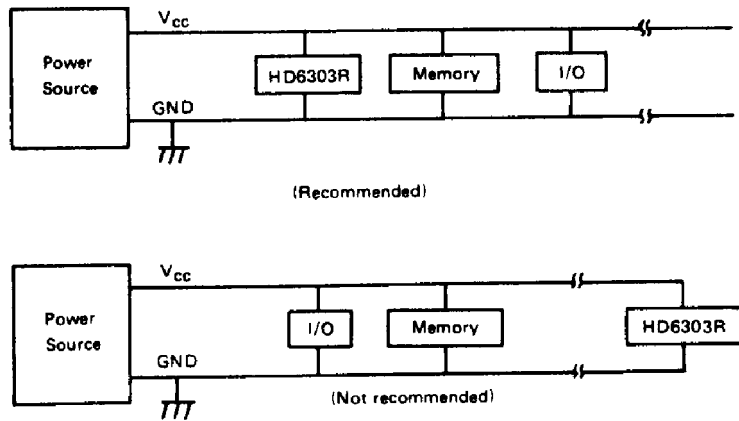 Vcc
Power
Source
HD6303R
Memory
I/O
GND
(Recommended)
Vcc
Power
Source
I/O
Memory
HD6303R
GND
(Not recommended)